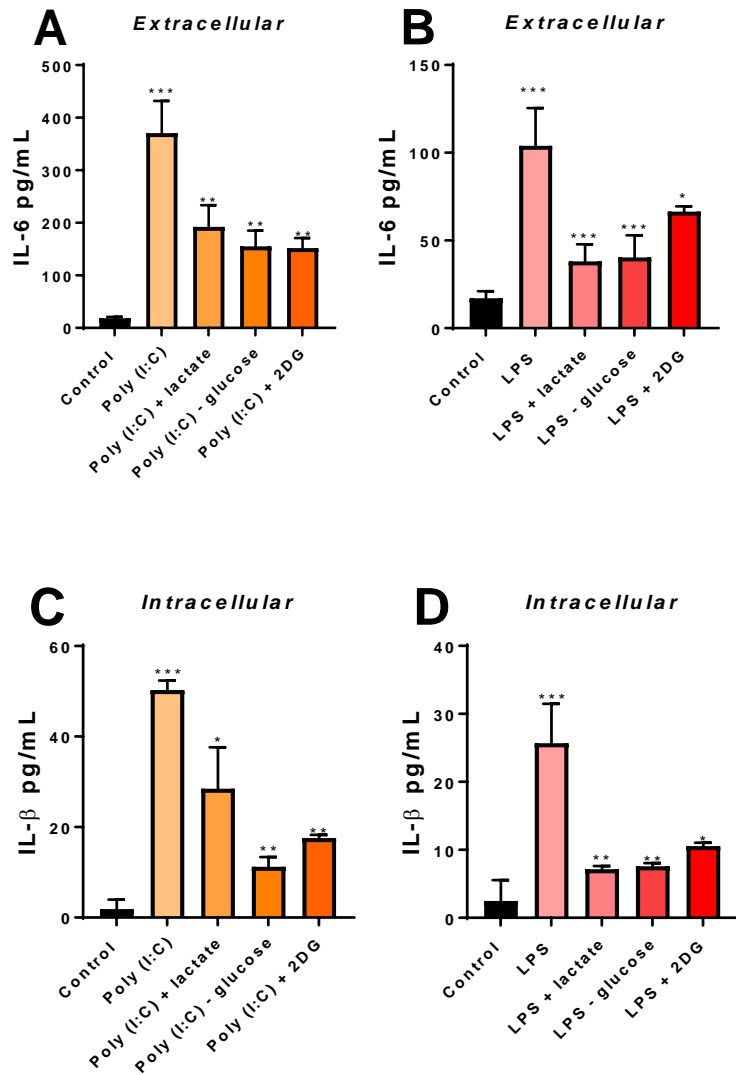 A
Extracellular
IL-6 pg/mL
500
400
300
200
100
0
***
**
**
**
Control
Poly (I:C)
Poly (I:C) + lactate
Poly (I:C) - glucose
Poly (I:C) + 2DG
B
Extracellular
IL-6 pg/mL
150
100
50
0
***
***
***
*
Control
LPS
LPS + lactate
LPS - glucose
LPS + 2DG
C
Intracellular
IL-β pg/mL
60
40
20
0
***
*
**
**
Control
Poly (I:C)
Poly (I:C) + lactate
Poly (I:C) - glucose
Poly (I:C) + 2DG
D
Intracellular
IL-β pg/mL
40
30
20
10
0
***
**
**
*
Control
LPS
LPS + lactate
LPS - glucose
LPS + 2DG